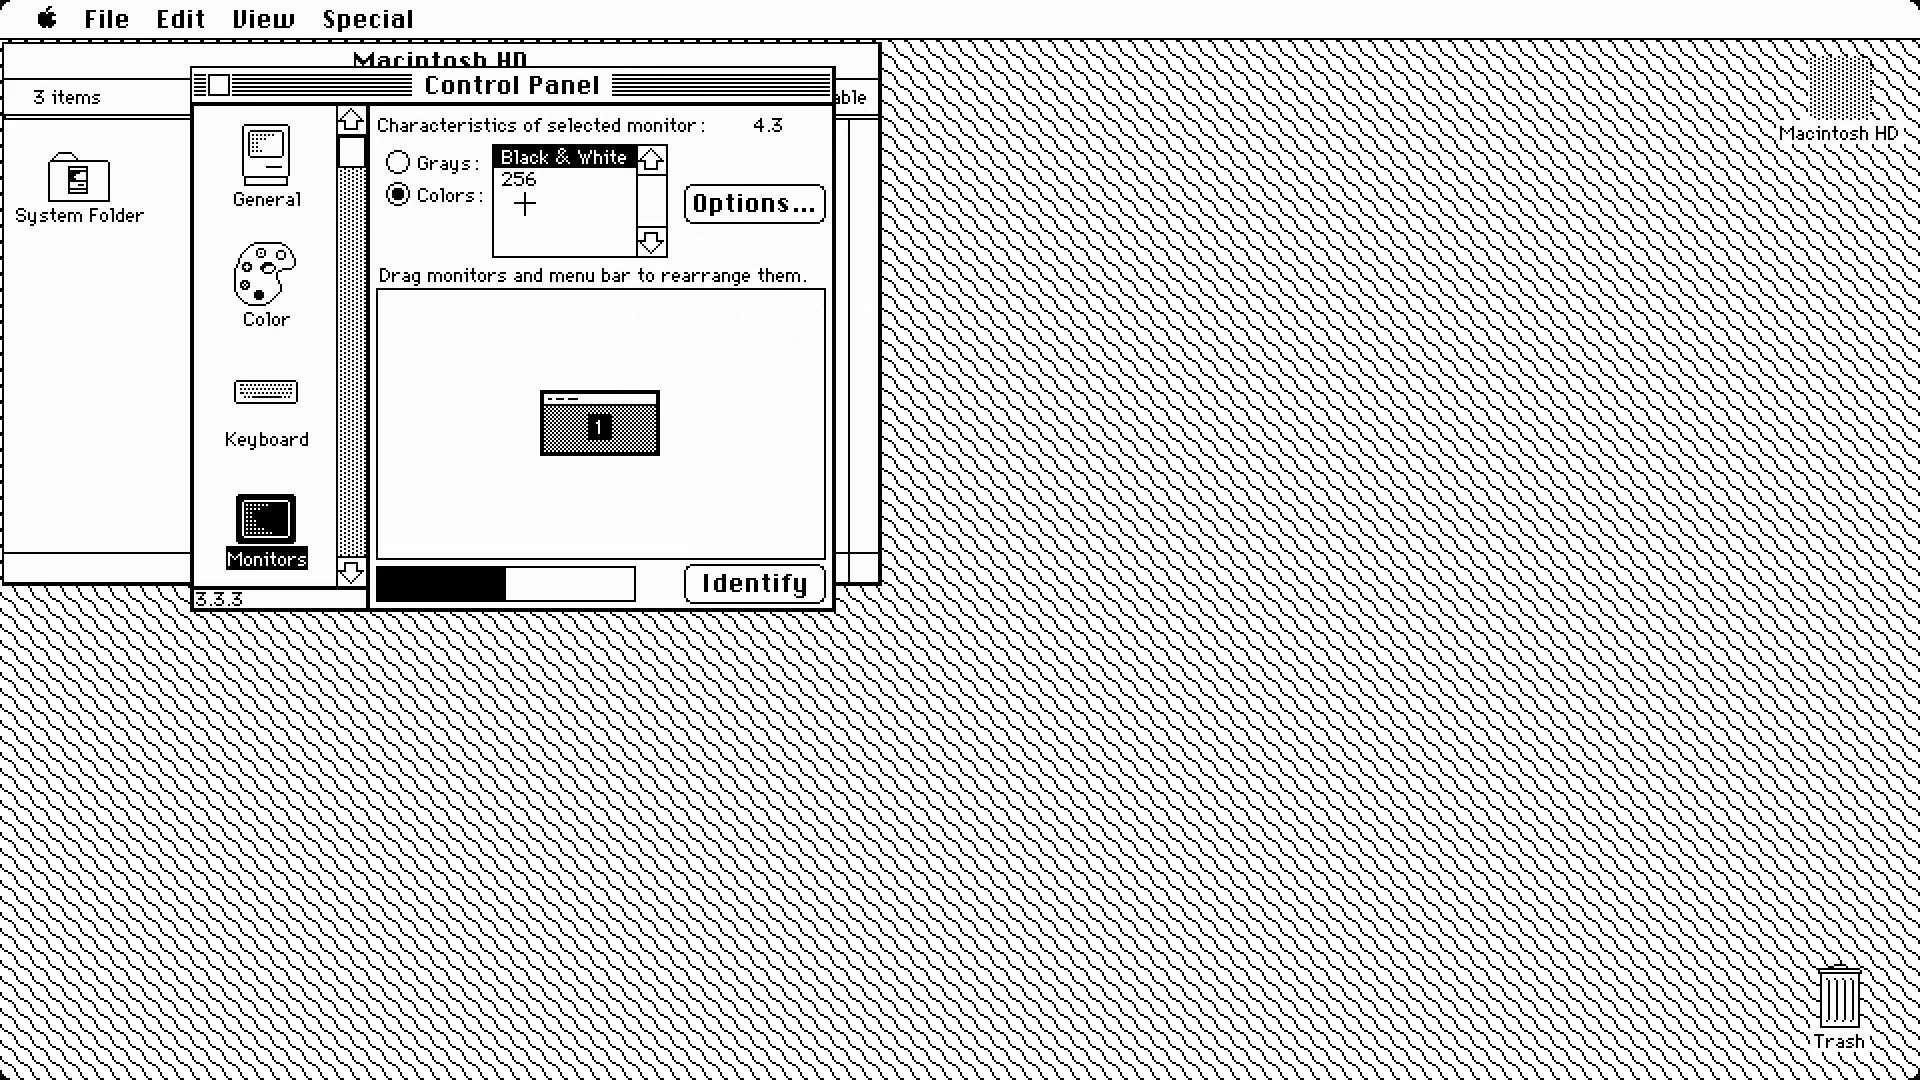 File Edit View Special
Macintosh HD
Control Panel
3 items
able
Characteristics of selected monitor: 4.3
Grays:
Colors:
Black & White
256
Options...
Drag monitors and menu bar to rearrange them.
1
Identify
General
Color
Keyboard
Monitors
3.3.3
System Folder
Macintosh HD
Trash